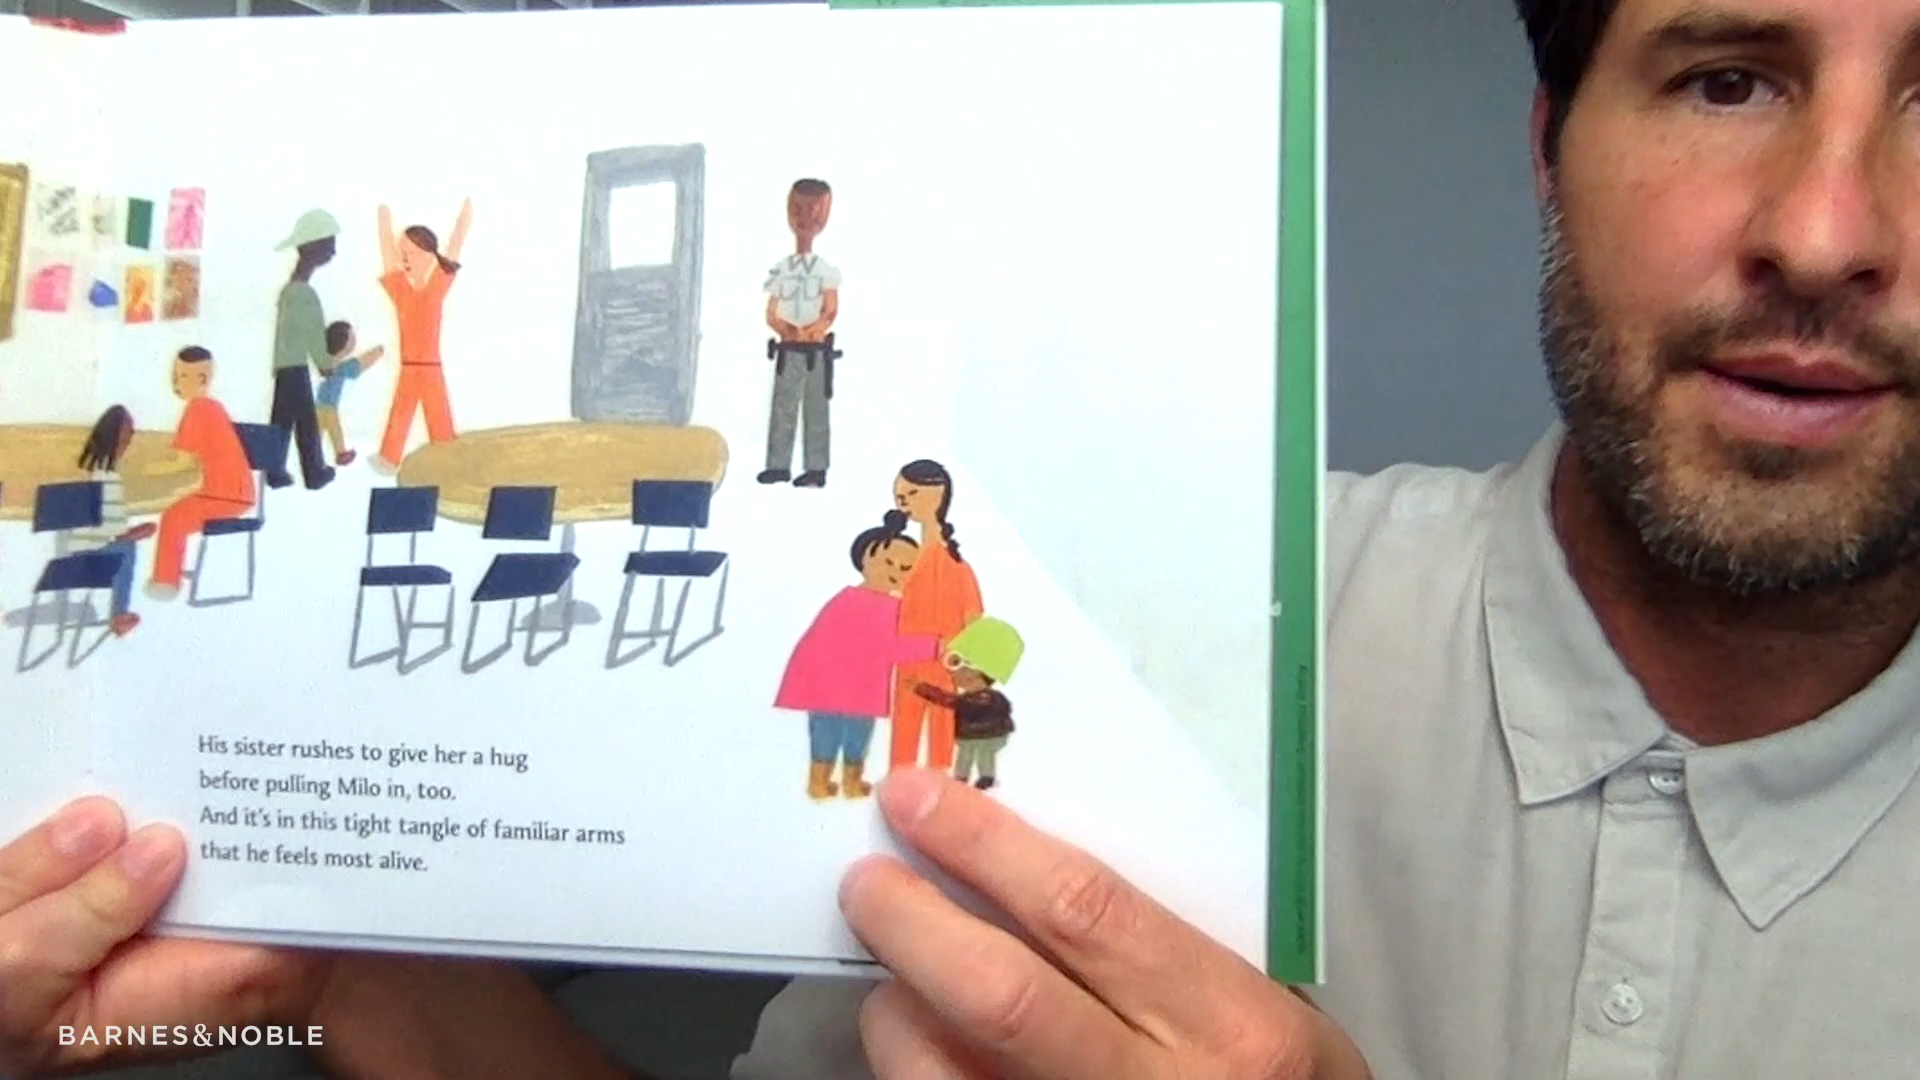 His sister rushes to give her a hug
before pulling Milo in, too.
And it's in this tight tangle of familiar arms
that he feels most alive.
BARNES&NOBLE